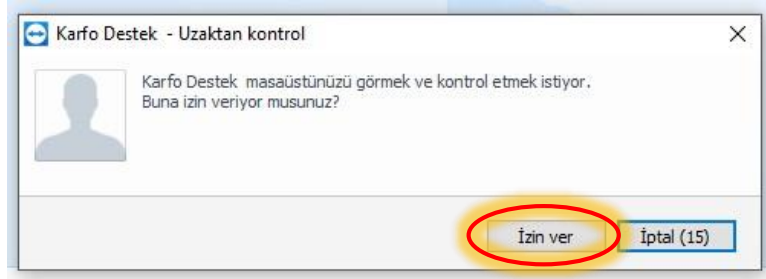 Karfo Destek - Uzaktan kontrol
Karfo Destek masaüstünüzü görmek ve kontrol etmek istiyor.
Buna izin veriyor musunuz?
İzin ver
İptal (15)